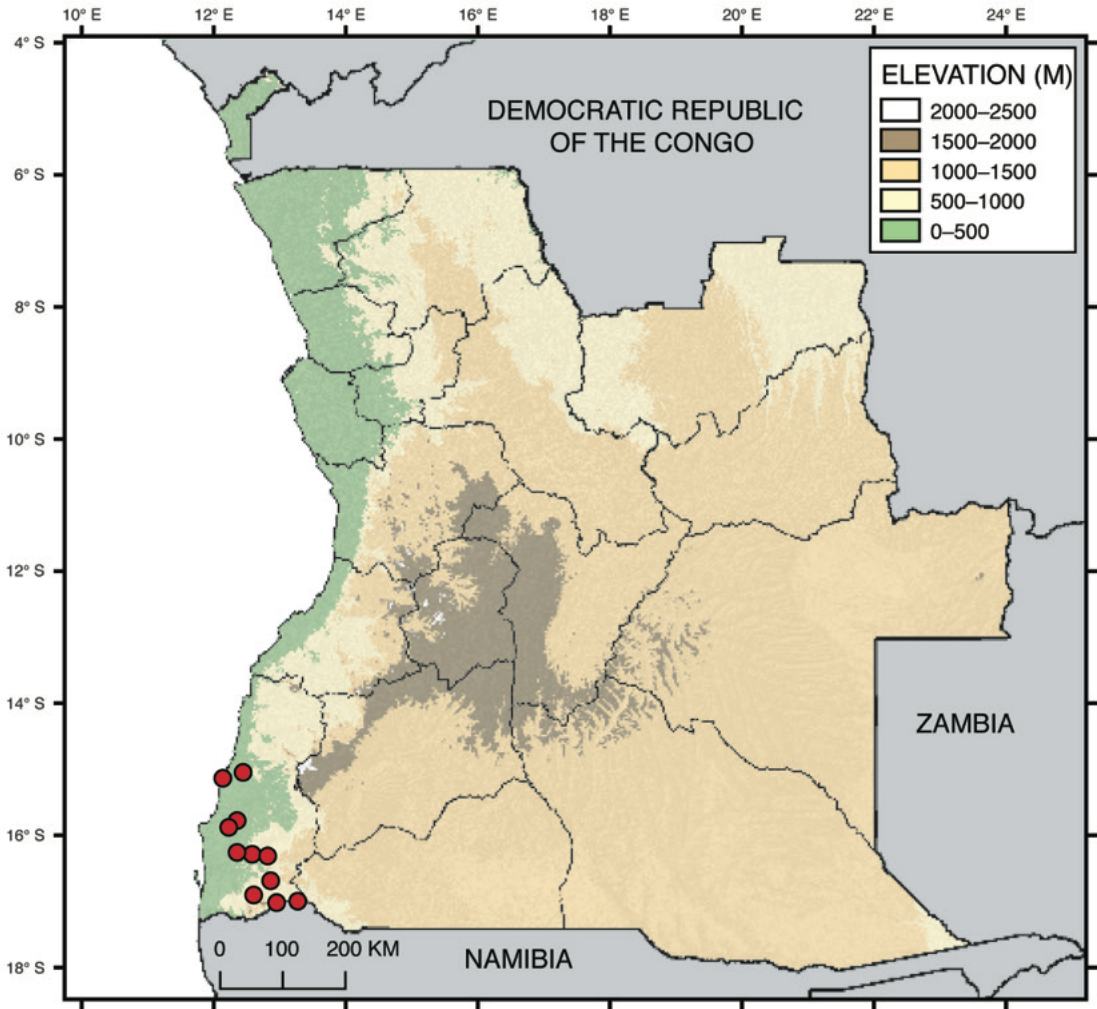 10° E 12° E 14° E 16° E 18° E 20° E 22° E 24° E
4° S
ELEVATION (M)
2000–2500
1500–2000
1000–1500
500–1000
0–500
DEMOCRATIC REPUBLIC
OF THE CONGO
6° S
8° S
10° S
12° S
14° S
ZAMBIA
16° S
0 100 200 KM
NAMIBIA
18° S